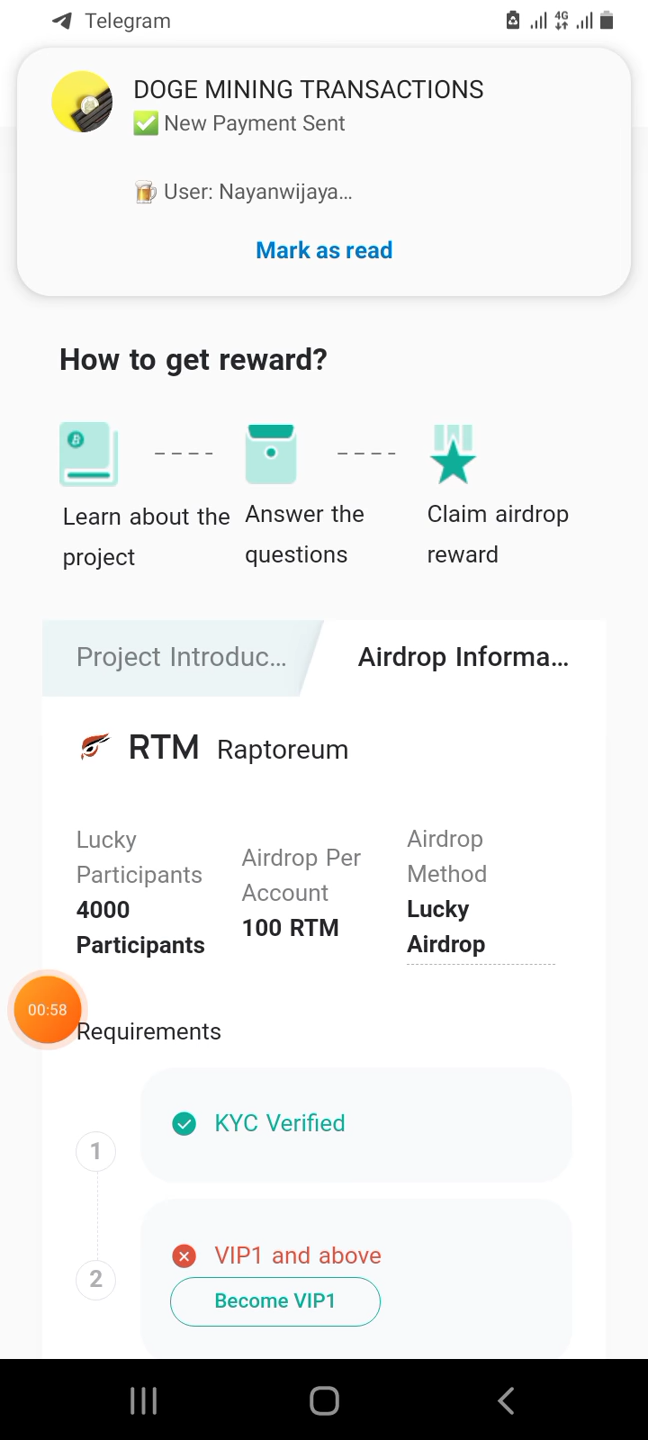 Telegram
4G
DOGE MINING TRANSACTIONS
✅ New Payment Sent
🍺 User: Nayanwijaya...
Mark as read
How to get reward?
Learn about the
project
Answer the
questions
Claim airdrop
reward
Project Introduc...
Airdrop Informa...
RTM Raptoreum
Lucky
Participants
4000
Participants
Airdrop Per
Account
100 RTM
Airdrop
Method
Lucky
Airdrop
00:58
Requirements
1
KYC Verified
2
VIP1 and above
Become VIP1